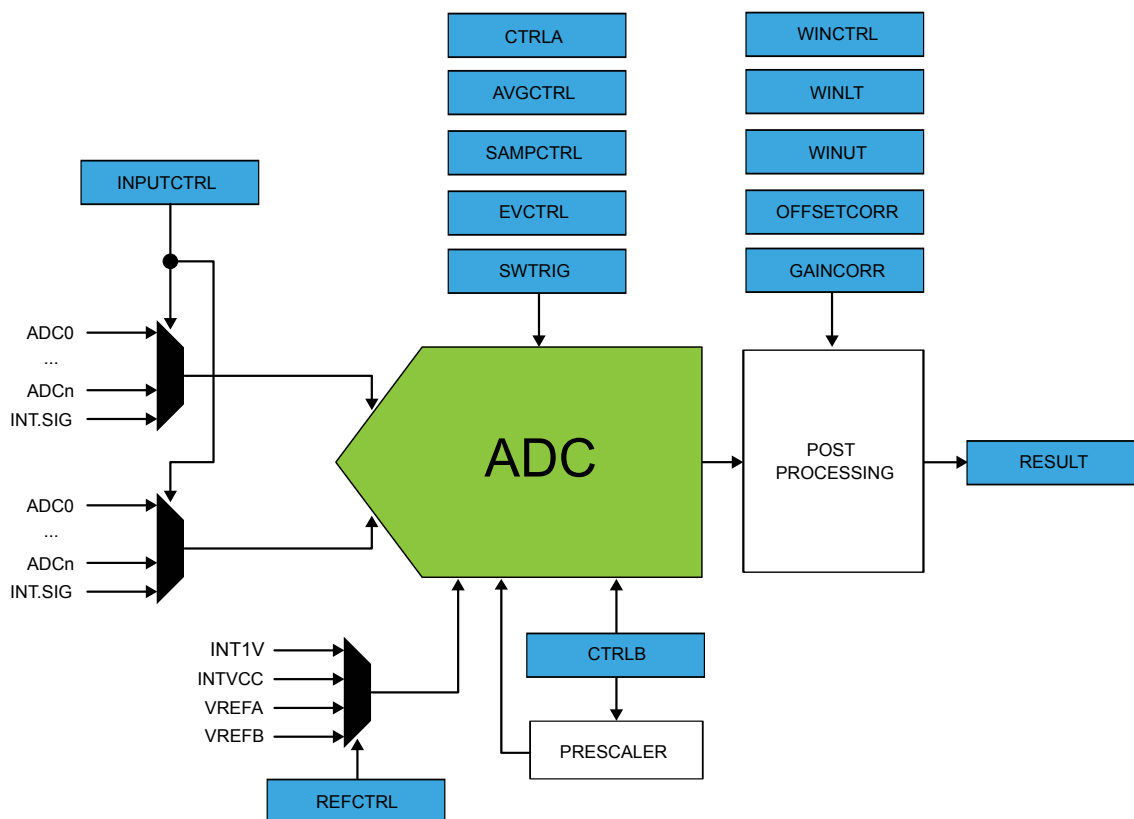 CTRLA
WINCTRL
AVGCTRL
WINLT
SAMPCTRL
WINUT
INPUTCTRL
EVCTRL
OFFSETCORR
SWTRIG
GAINCORR
ADC0
...
ADCn
INT.SIG
ADC
POST
PROCESSING
RESULT
ADC0
...
ADCn
INT.SIG
INT1V
INTVCC
VREFA
VREFB
CTRLB
PRESCALER
REFCTRL